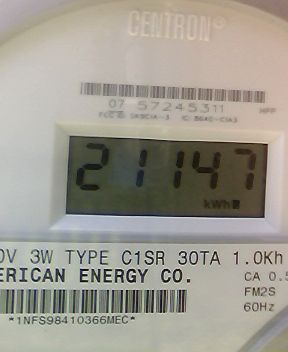 CENTRON®
07 57245311
HPP
21147
kWh
0V 3W TYPE C1SR 30TA 1.0Kh
ERICAN ENERGY CO.
CA 0.5
FM2S
60Hz
*1NFS98410366MEC*